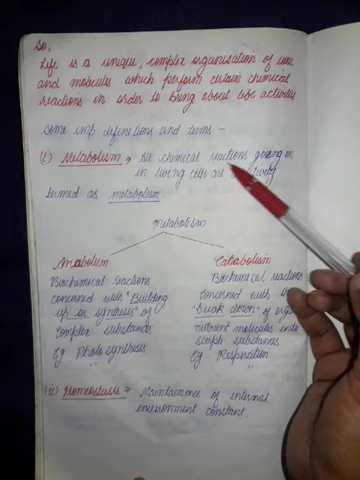 So,
Life is a unique, complex organisation of
and molecules which perform certain chemical
reactions in order to bring about life activities
Some imp definitions and terms -
(i) Metabolism → All chemical reactions going on
in living cells are
termed as metabolism.
Metabolism
Anabolism
Biochemical reactions
concerned with "Building
up or synthesis" of
complex substances
Eg. Photosynthesis
Catabolism
Biochemical reactions
concerned with
"break down" of
nutrient molecules into
simple substances
Eg. Respiration
(ii) Homeostasis → Maintainence of internal
environment constant.